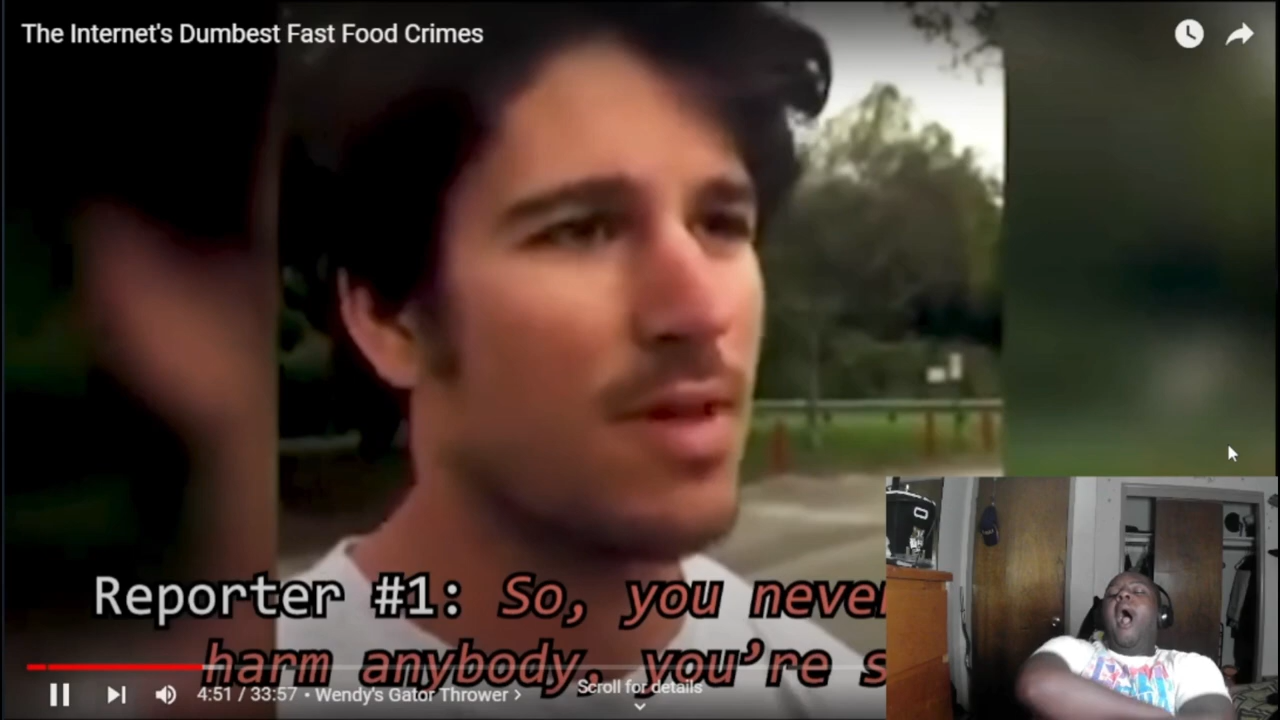 The Internet's Dumbest Fast Food Crimes
Reporter #1: So, you never
harm anybody, you're s
4:51 / 33:57 • Wendy's Gator Thrower >
Scroll for details